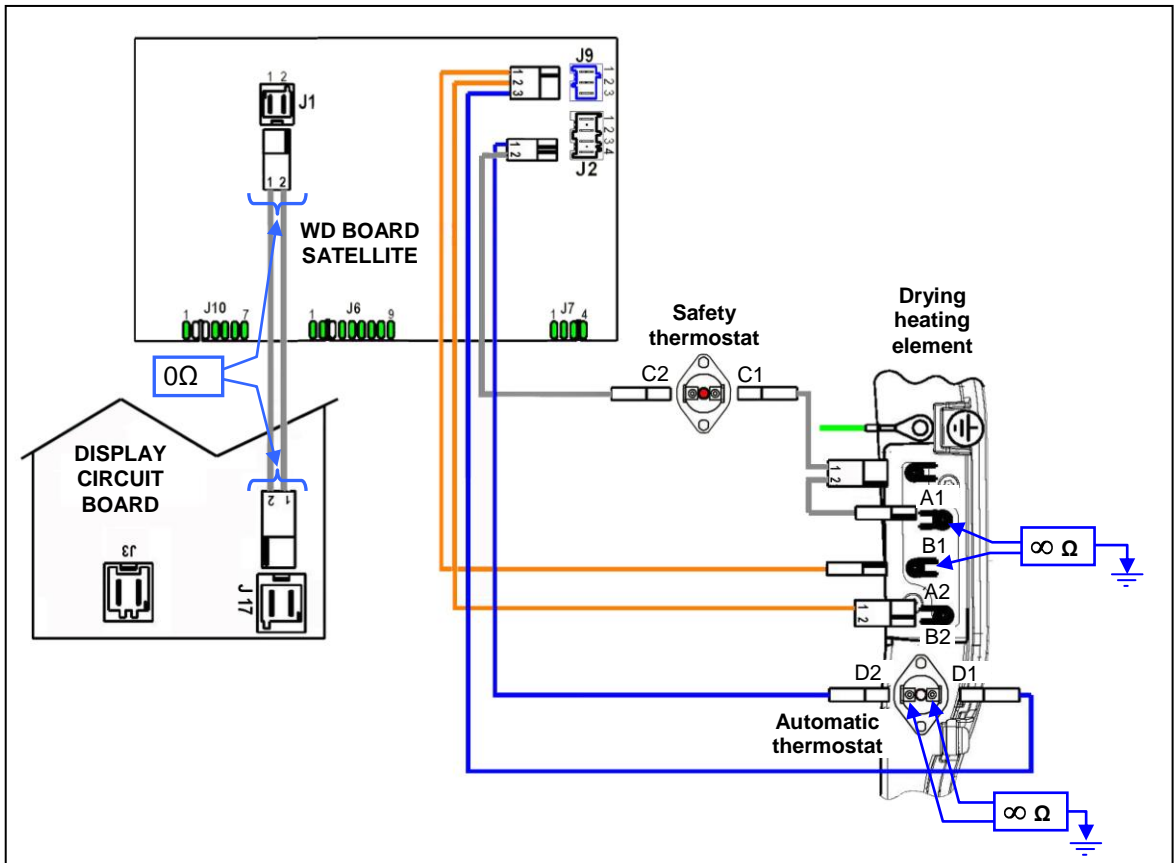 J9
1
2
3
1
2
3
1 2
J1
1
2
3
4
1
2
J2
1 2
WD BOARD
SATELLITE
J10
1 7
J6
1 9
J7
1 4
Safety
thermostat
Drying
heating
element
0Ω
C2
C1
DISPLAY
CIRCUIT
BOARD
1
2
A1
2 1
B1
∞ Ω
J3
A2
J 17
1
2
B2
D2
D1
Automatic
thermostat
∞ Ω